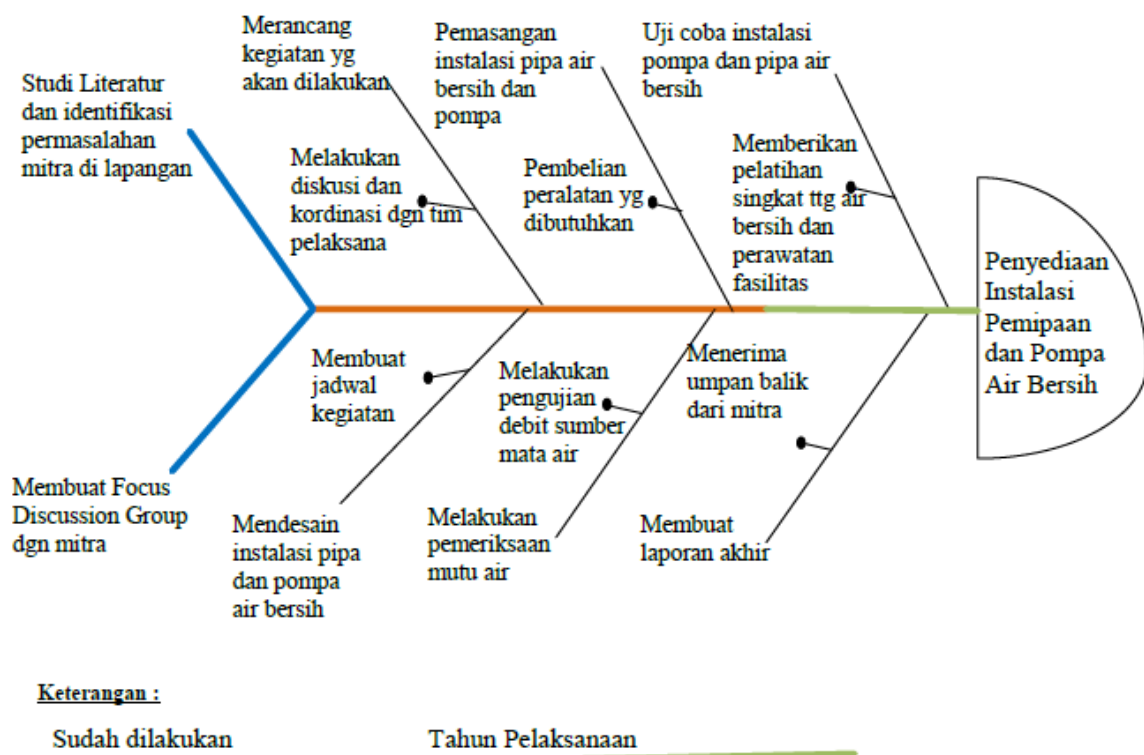 Merancang
kegiatan yg
akan dilakukan
Pemasangan
instalasi pipa air
bersih dan
pompa
Uji coba instalasi
pompa dan pipa air
bersih
Studi Literatur
dan identifikasi
permasalahan
mitra di lapangan
Melakukan
diskusi dan
kordinasi dgn tim
pelaksana
Pembelian
peralatan yg
dibutuhkan
Memberikan
pelatihan
singkat ttg air
bersih dan
perawatan
fasilitas
Penyediaan
Instalasi
Pemipaan
dan Pompa
Air Bersih
Membuat
jadwal
kegiatan
Melakukan
pengujian
debit sumber
mata air
Menerima
umpan balik
dari mitra
Membuat Focus
Discussion Group
dgn mitra
Mendesain
instalasi pipa
dan pompa
air bersih
Melakukan
pemeriksaan
mutu air
Membuat
laporan akhir
Keterangan :
Sudah dilakukan
Tahun Pelaksanaan